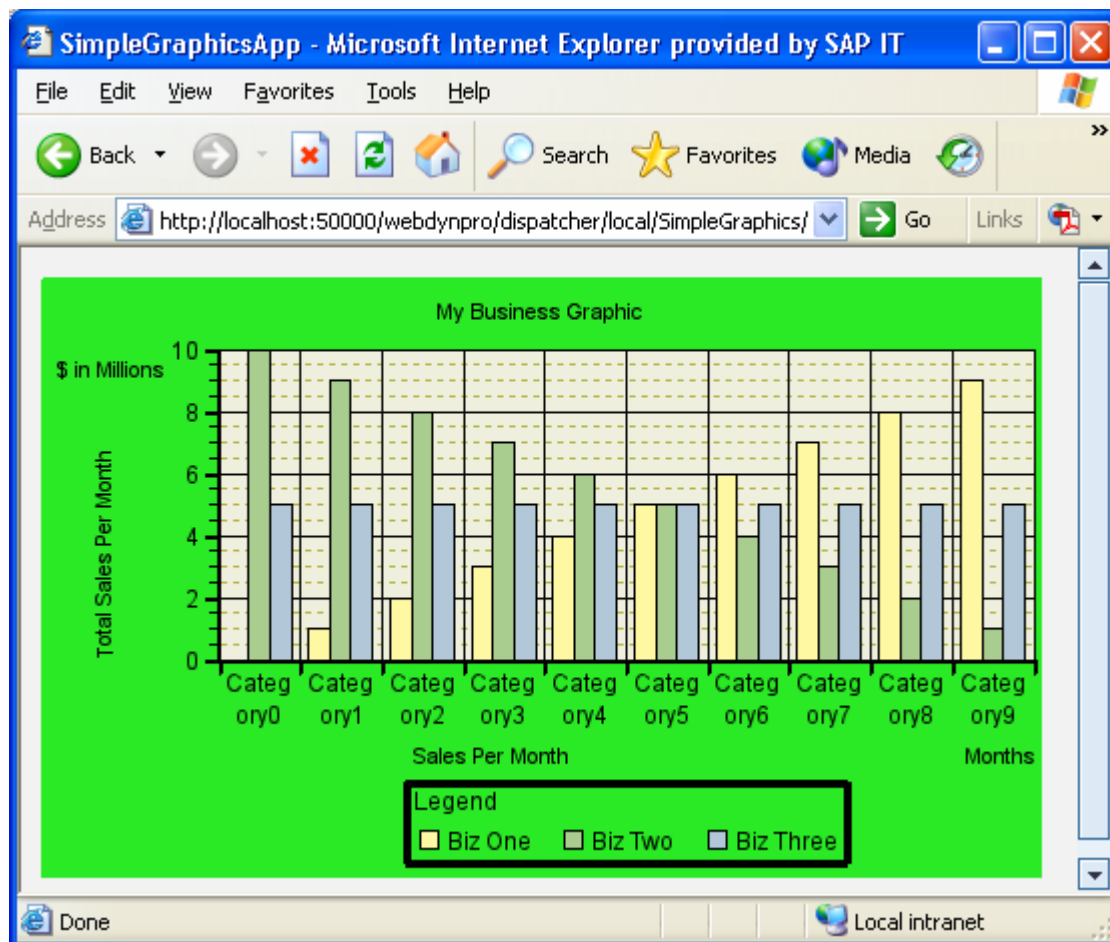 SimpleGraphicsApp - Microsoft Internet Explorer provided by SAP IT
File Edit View Favorites Tools Help
Back Search Favorites Media »
Address http://localhost:50000/webdynpro/dispatcher/local/SimpleGraphics/ Go Links
My Business Graphic
$ in Millions
Total Sales Per Month
10
8
6
4
2
0
Categ Categ Categ Categ Categ Categ Categ Categ Categ Categ
ory0 ory1 ory2 ory3 ory4 ory5 ory6 ory7 ory8 ory9
Sales Per Month Months
Legend
Biz One Biz Two Biz Three
Done Local intranet